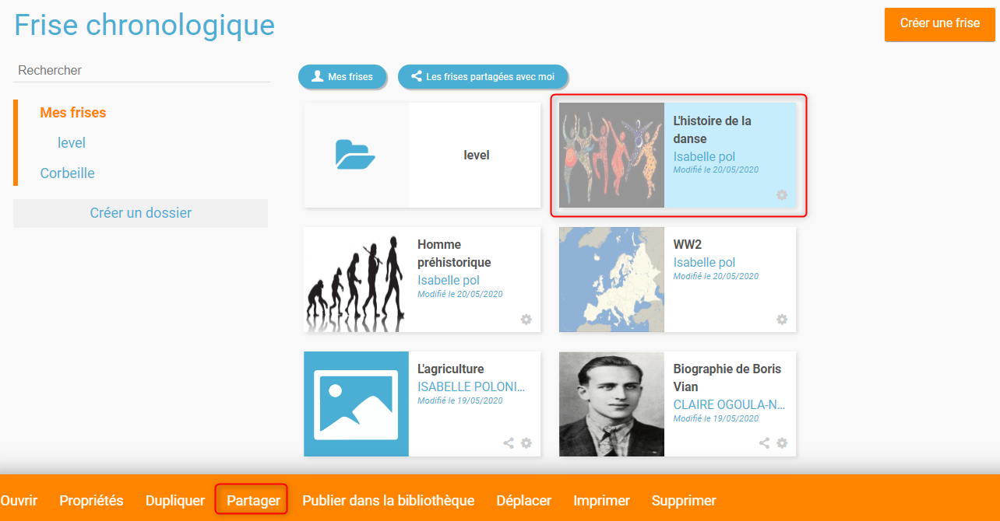 Frise chronologique
Créer une frise
Rechercher
Mes frises
level
Corbeille
Créer un dossier
Mes frises
Les frises partagées avec moi
level
L'histoire de la
danse
Isabelle pol
Modifié le 20/05/2020
Homme
préhistorique
Isabelle pol
Modifié le 20/05/2020
WW2
Isabelle pol
Modifié le 20/05/2020
L'agriculture
ISABELLE POLONI...
Modifié le 19/05/2020
Biographie de Boris
Vian
CLAIRE OGOULA-N...
Modifié le 19/05/2020
Ouvrir
Propriétés
Dupliquer
Partager
Publier dans la bibliothèque
Déplacer
Imprimer
Supprimer